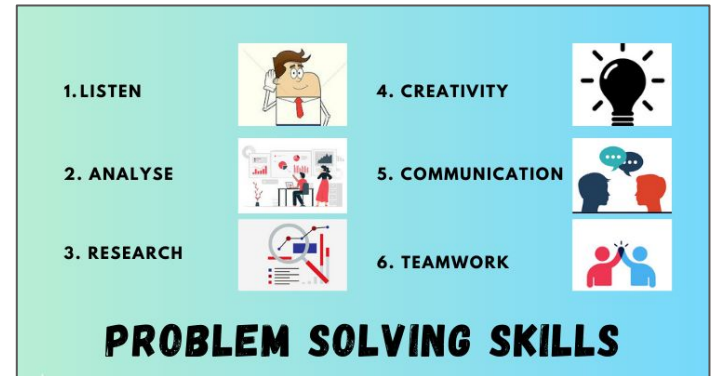 1.LISTEN
2. ANALYSE
3. RESEARCH
4. CREATIVITY
5. COMMUNICATION
6. TEAMWORK
PROBLEM SOLVING SKILLS